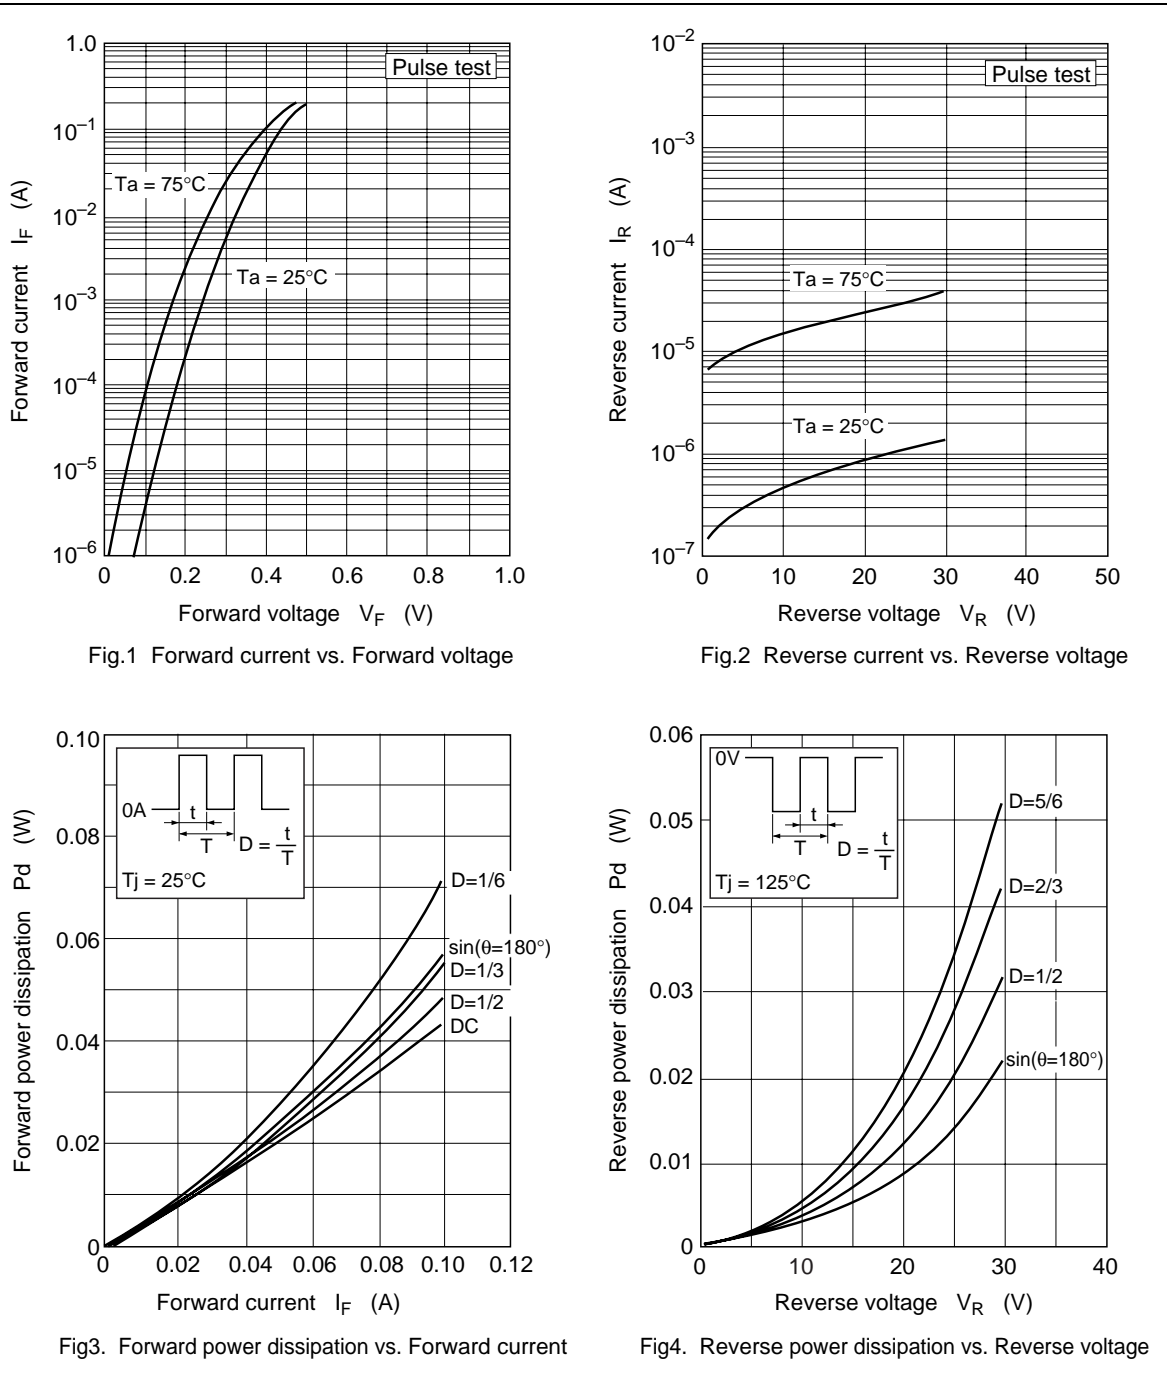 1.0
10–1
10–2
10–3
10–4
10–5
10–6
Pulse test
Ta = 75°C
Ta = 25°C
0 0.2 0.4 0.6 0.8 1.0
Forward current IF (A)
Forward voltage VF (V)
Fig.1 Forward current vs. Forward voltage
10–2
10–3
10–4
10–5
10–6
10–7
Pulse test
Ta = 75°C
Ta = 25°C
0 10 20 30 40 50
Reverse current IR (A)
Reverse voltage VR (V)
Fig.2 Reverse current vs. Reverse voltage
0.10
0.08
0.06
0.04
0.02
0
0A
t
T
D = t/T
Tj = 25°C
D=1/6
sin(θ=180°)
D=1/3
D=1/2
DC
0 0.02 0.04 0.06 0.08 0.10 0.12
Forward power dissipation Pd (W)
Forward current IF (A)
Fig3. Forward power dissipation vs. Forward current
0.06
0.05
0.04
0.03
0.02
0.01
0
0V
t
T
D = t/T
Tj = 125°C
D=5/6
D=2/3
D=1/2
sin(θ=180°)
0 10 20 30 40
Reverse power dissipation Pd (W)
Reverse voltage VR (V)
Fig4. Reverse power dissipation vs. Reverse voltage